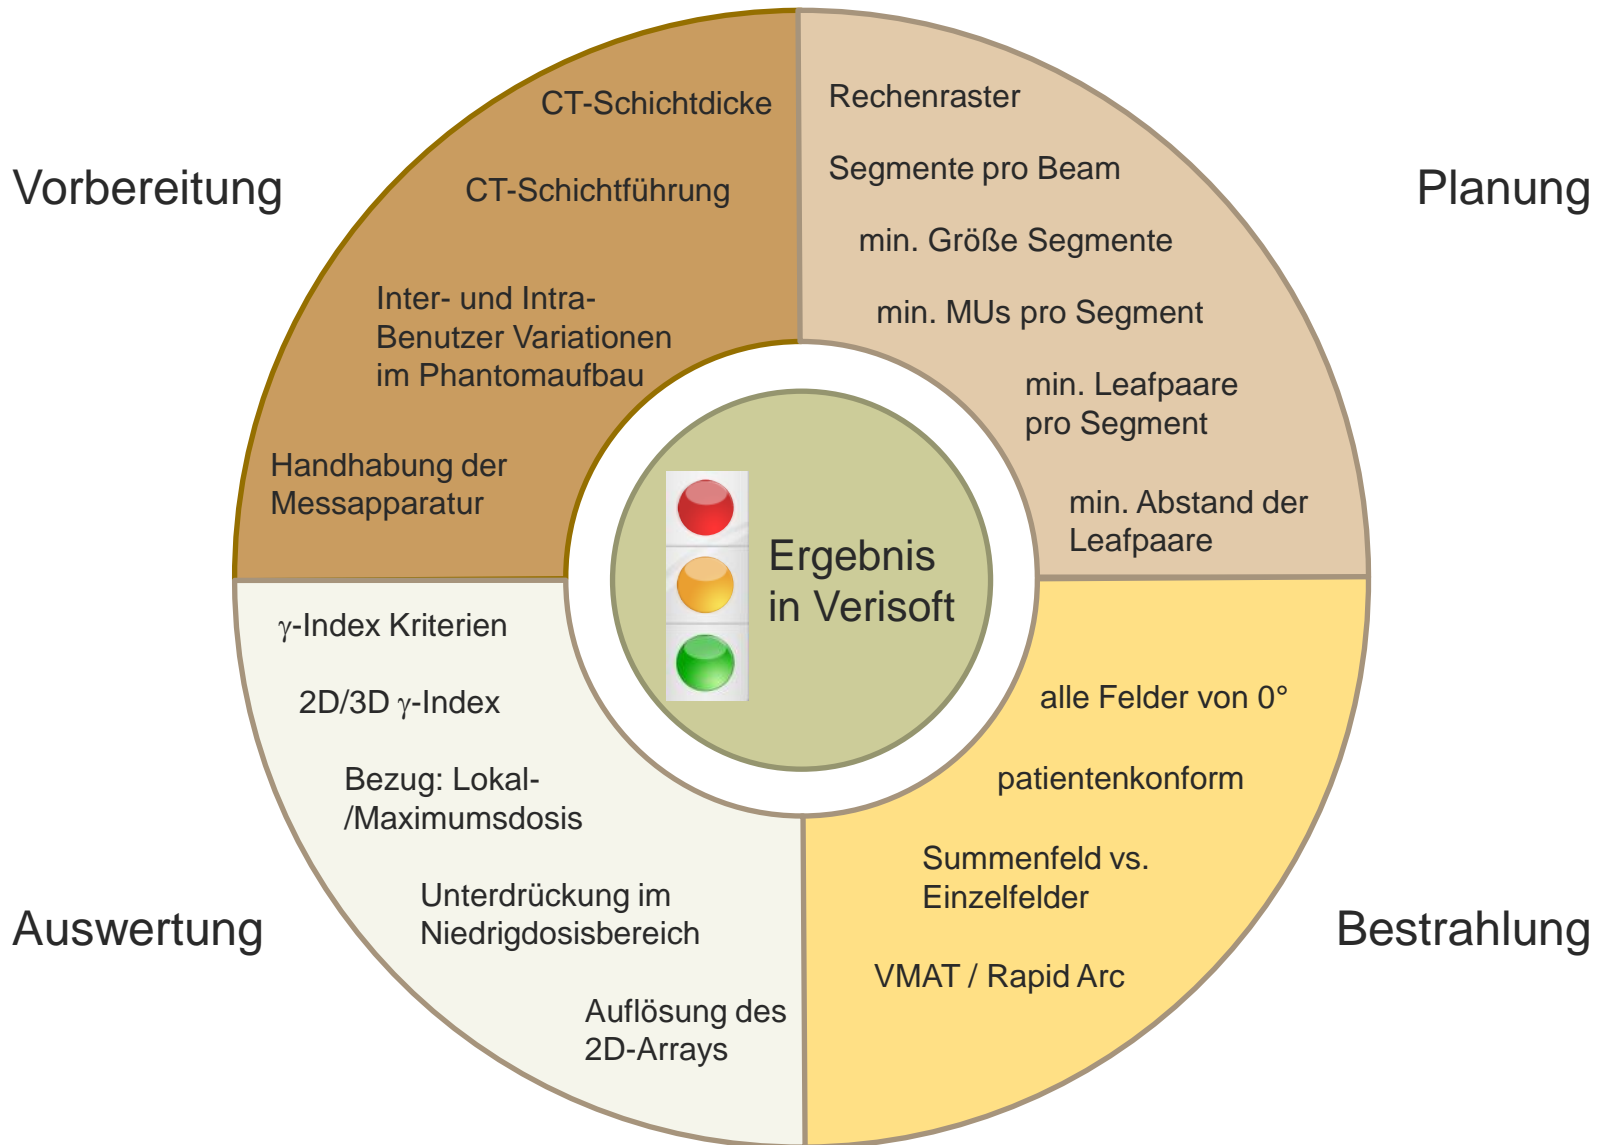 Vorbereitung
CT-Schichtdicke
CT-Schichtführung
Inter- und Intra-
Benutzer Variationen
im Phantomaufbau
Handhabung der
Messapparatur
Planung
Rechenraster
Segmente pro Beam
min. Größe Segmente
min. MUs pro Segment
min. Leafpaare
pro Segment
min. Abstand der
Leafpaare
Ergebnis
in Verisoft
Auswertung
γ-Index Kriterien
2D/3D γ-Index
Bezug: Lokal-
/Maximumsdosis
Unterdrückung im
Niedrigdosisbereich
Auflösung des
2D-Arrays
Bestrahlung
alle Felder von 0°
patientenkonform
Summenfeld vs.
Einzelfelder
VMAT / Rapid Arc